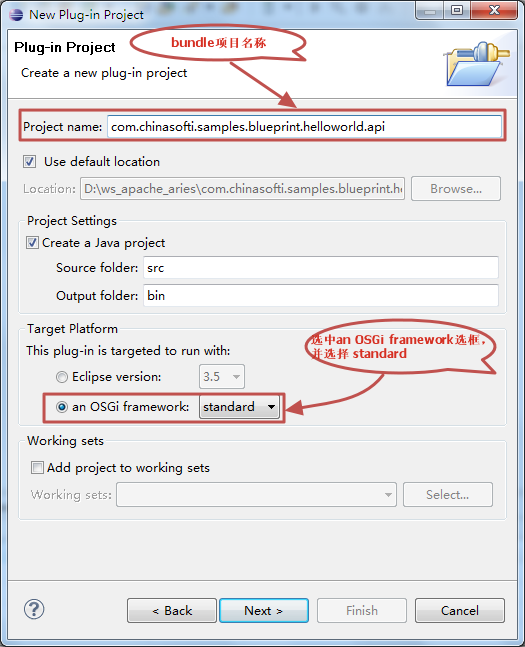 New Plug-in Project
Plug-in Project
bundle项目名称
Create a new plug-in project
Project name: com.chinasofti.samples.blueprint.helloworld.api
Use default location
Location: D:\ws_apache_aries\com.chinasofti.samples.blueprint.he Browse...
Project Settings
Create a Java project
Source folder: src
Output folder: bin
Target Platform
选中an OSGi framework选框,
并选择 standard
This plug-in is targeted to run with:
Eclipse version: 3.5
an OSGi framework: standard
Working sets
Add project to working sets
Working sets: Select...
? < Back Next > Finish Cancel